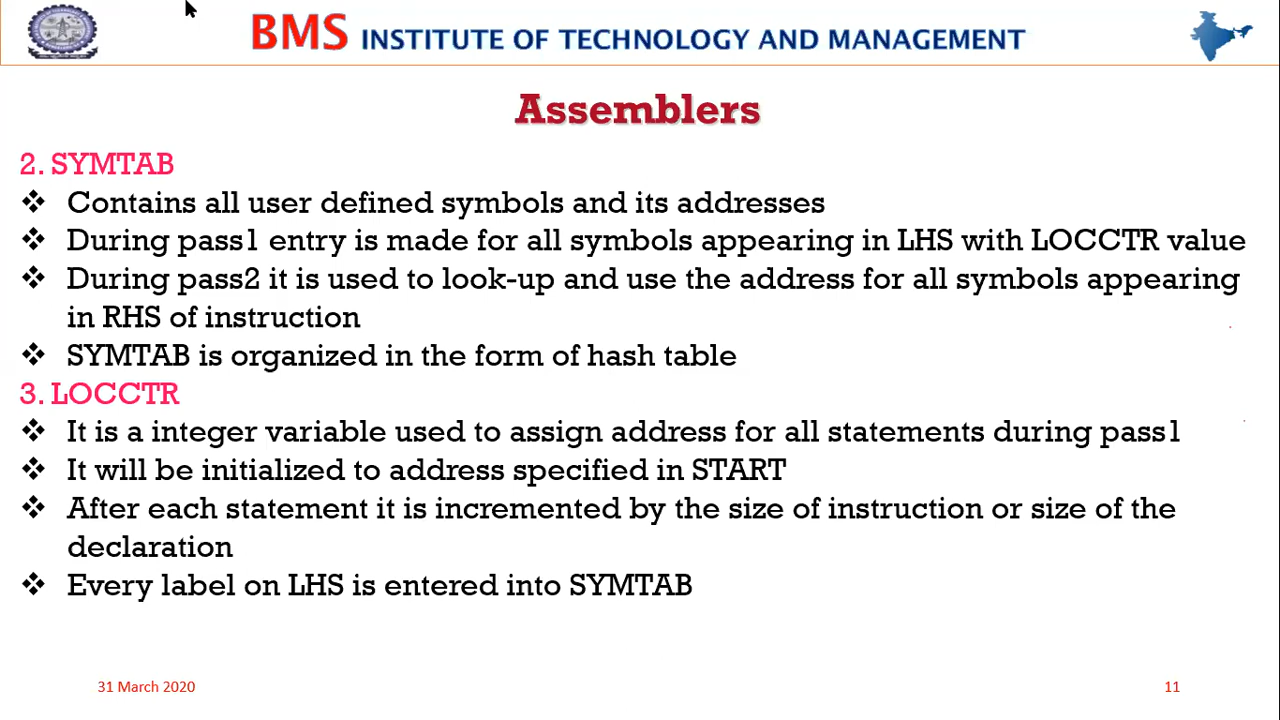 BMS INSTITUTE OF TECHNOLOGY AND MANAGEMENT
Assemblers
2. SYMTAB
❖ Contains all user defined symbols and its addresses
❖ During pass1 entry is made for all symbols appearing in LHS with LOCCTR value
❖ During pass2 it is used to look-up and use the address for all symbols appearing
in RHS of instruction
❖ SYMTAB is organized in the form of hash table
3. LOCCTR
❖ It is a integer variable used to assign address for all statements during pass1
❖ It will be initialized to address specified in START
❖ After each statement it is incremented by the size of instruction or size of the
declaration
❖ Every label on LHS is entered into SYMTAB
31 March 2020
11